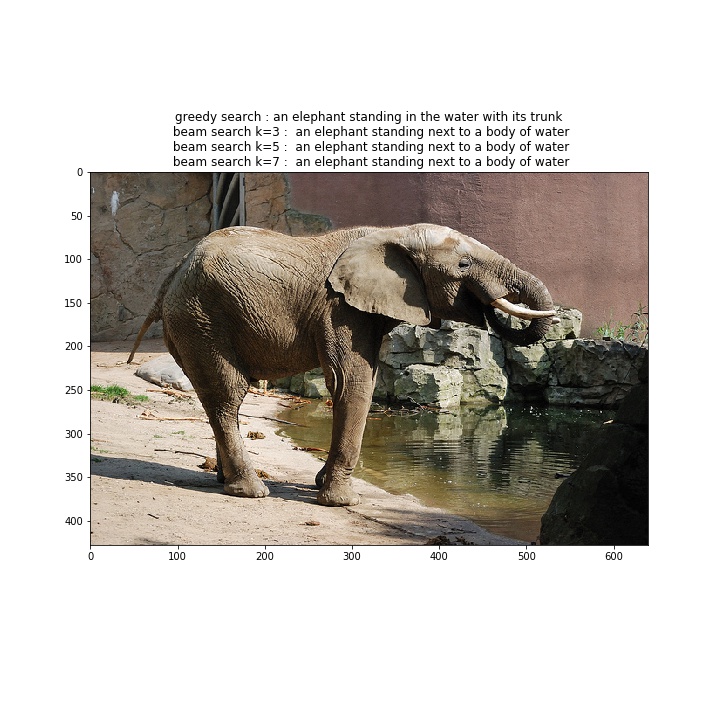 greedy search : an elephant standing in the water with its trunk
beam search k=3 :  an elephant standing next to a body of water
beam search k=5 :  an elephant standing next to a body of water
beam search k=7 :  an elephant standing next to a body of water
0
50
100
150
200
250
300
350
400
0 100 200 300 400 500 600